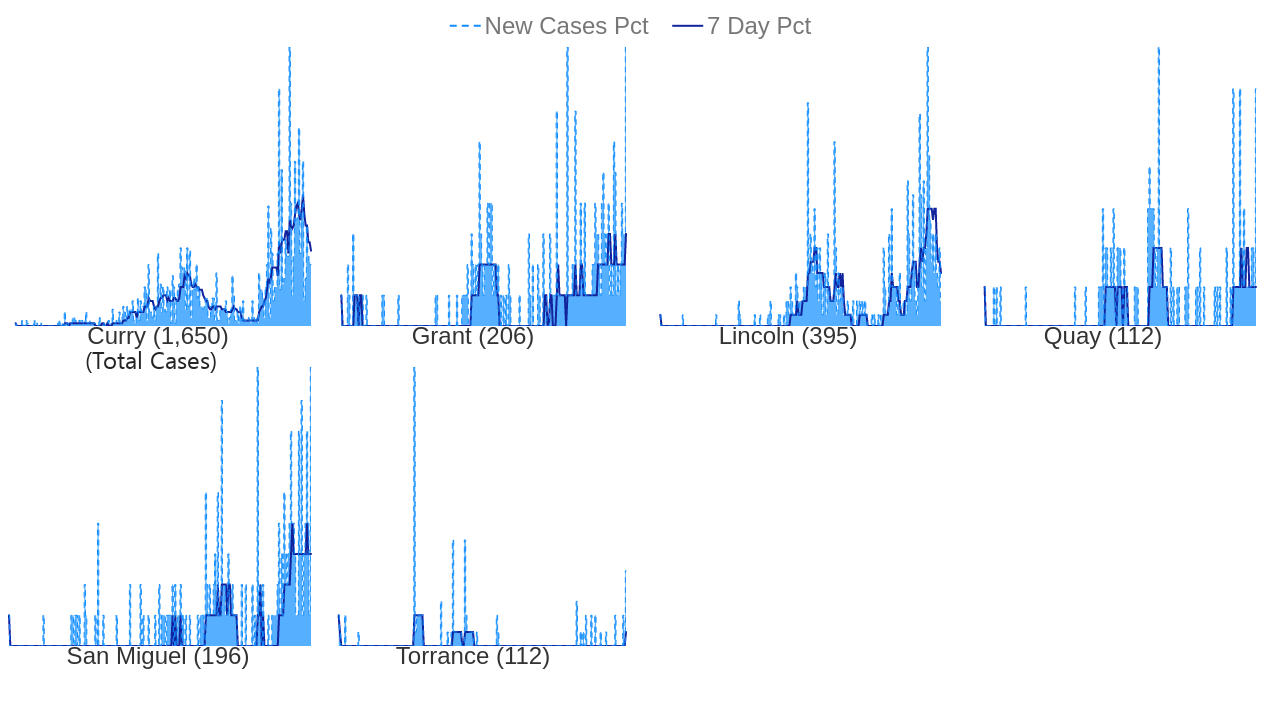 New Cases Pct 7 Day Pct
Curry (1,650) Grant (206) Lincoln (395) Quay (112)
(Total Cases)
San Miguel (196) Torrance (112)